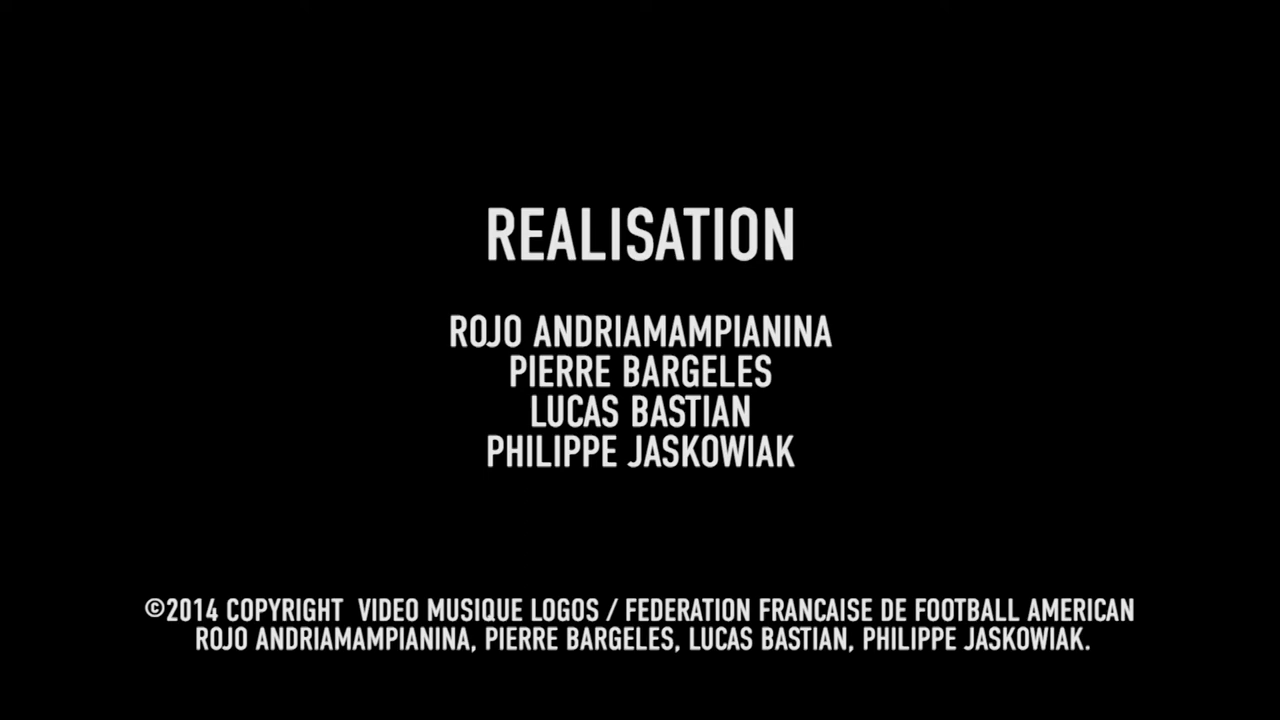 REALISATION
ROJO ANDRIAMAMPIANINA
PIERRE BARGELES
LUCAS BASTIAN
PHILIPPE JASKOWIAK
©2014 COPYRIGHT  VIDEO MUSIQUE LOGOS / FEDERATION FRANCAISE DE FOOTBALL AMERICAN
ROJO ANDRIAMAMPIANINA, PIERRE BARGELES, LUCAS BASTIAN, PHILIPPE JASKOWIAK.